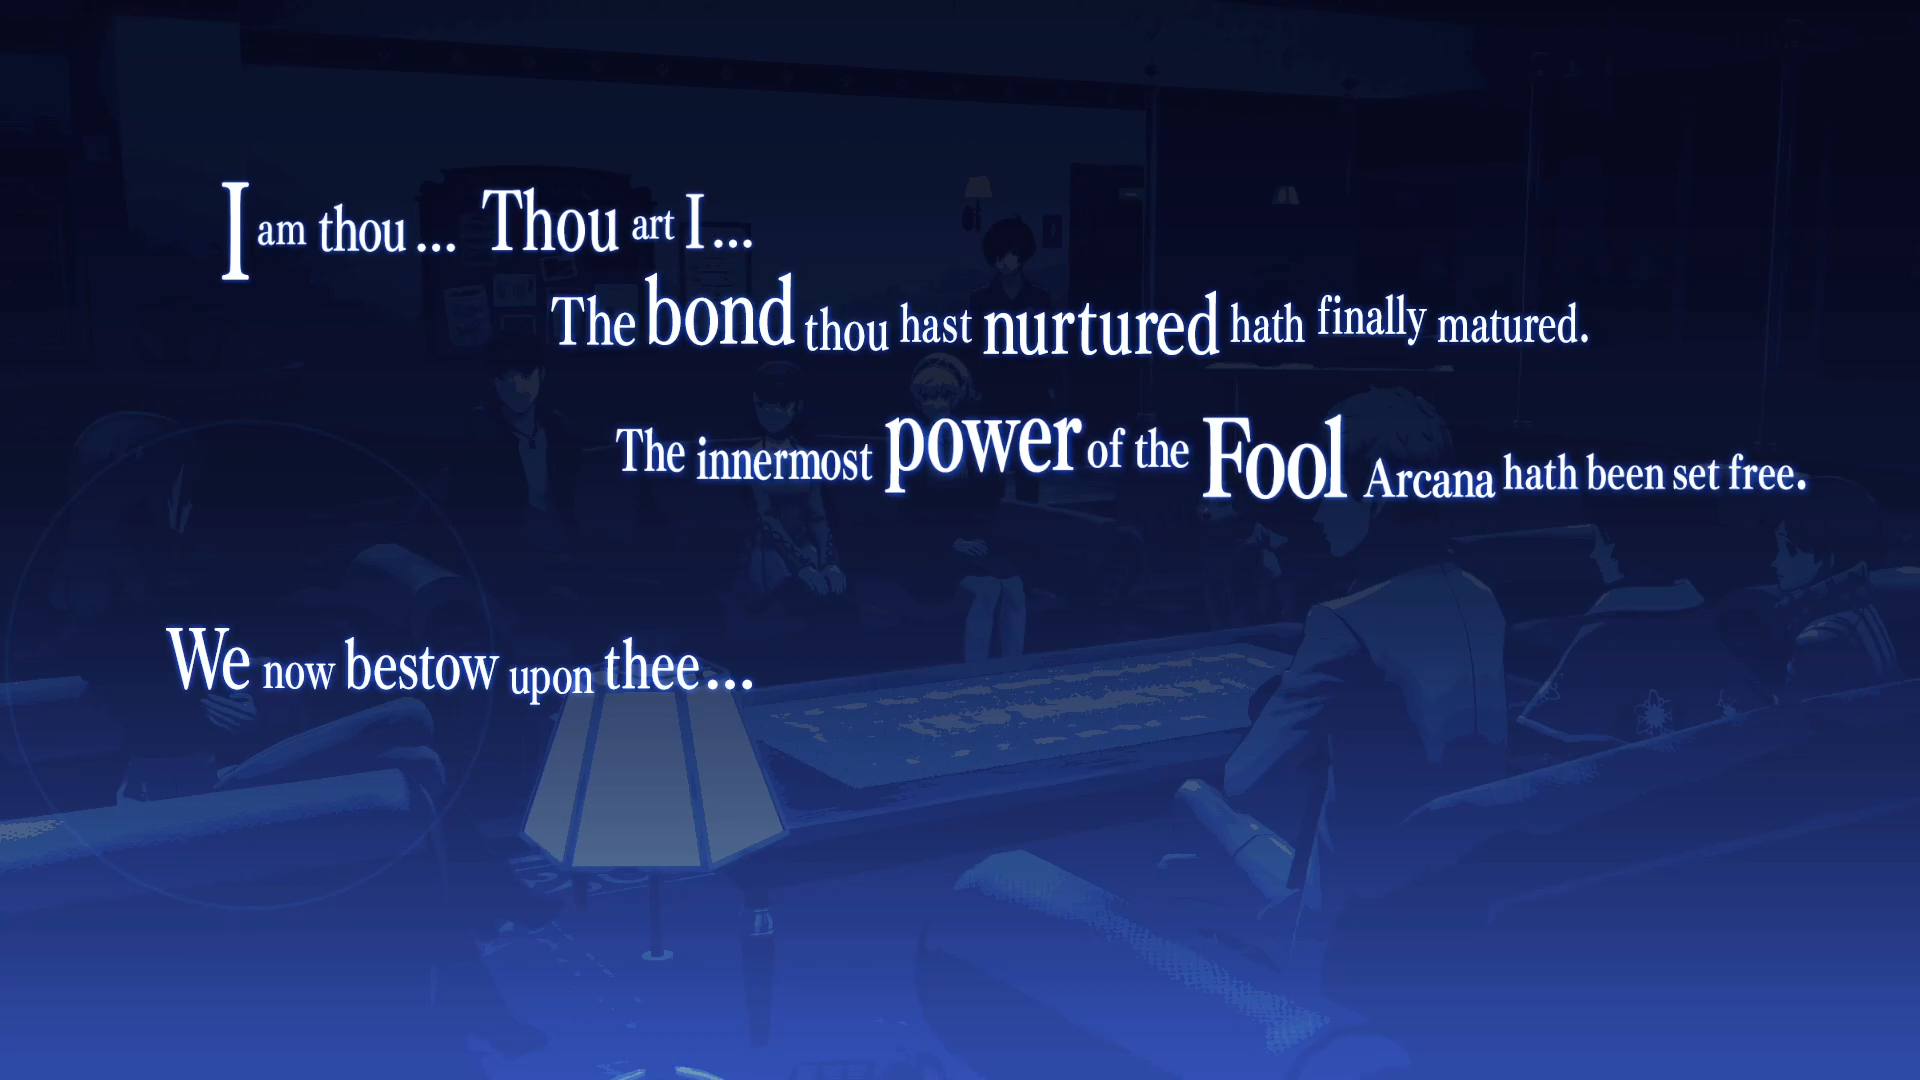 I am thou... Thou art I...
The bond thou hast nurtured hath finally matured.
The innermost power of the Fool Arcana hath been set free.
We now bestow upon thee...